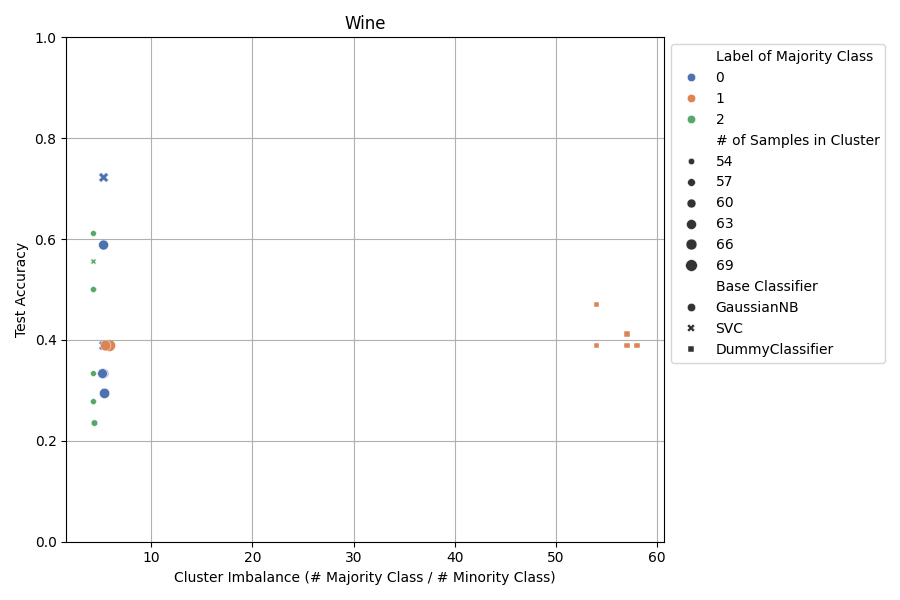 Wine
1.0
0.8
0.6
0.4
0.2
0.0
Test Accuracy
10
20
30
40
50
60
Cluster Imbalance (# Majority Class / # Minority Class)
Label of Majority Class
0
1
2
# of Samples in Cluster
54
57
60
63
66
69
Base Classifier
GaussianNB
SVC
DummyClassifier